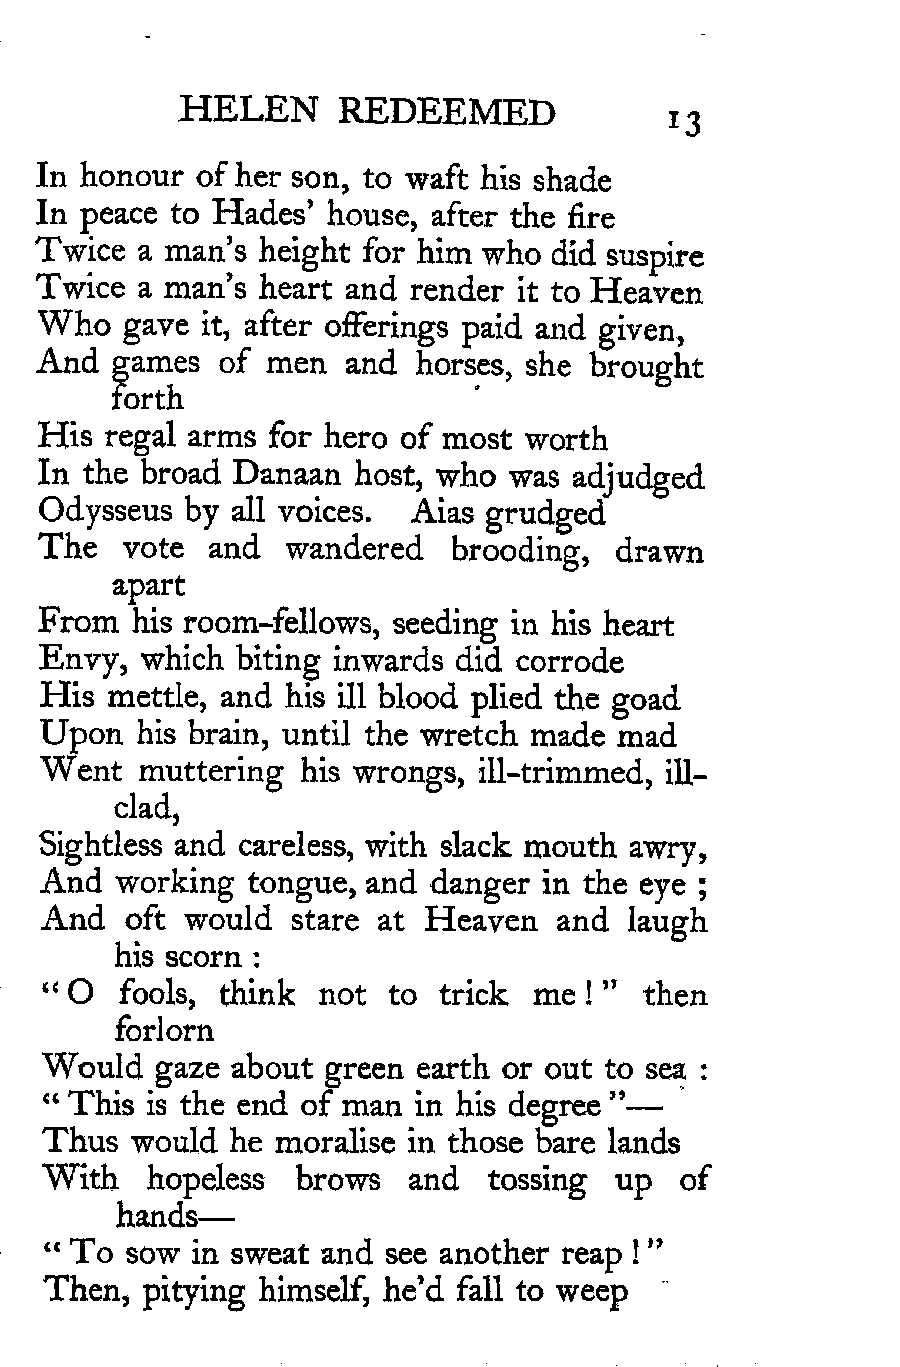 HELEN REDEEMED 13
In honour of her son, to waft his shade
In peace to Hades' house, after the fire
Twice a man's height for him who did suspire
Twice a man's heart and render it to Heaven
Who gave it, after offerings paid and given,
And games of men and horses, she brought
forth
His regal arms for hero of most worth
In the broad Danaan host, who was adjudged
Odysseus by all voices. Aias grudged
The vote and wandered brooding, drawn
apart
From his room-fellows, seeding in his heart
Envy, which biting inwards did corrode
His mettle, and his ill blood plied the goad
Upon his brain, until the wretch made mad
Went muttering his wrongs, ill-trimmed, ill-
clad,
Sightless and careless, with slack mouth awry,
And working tongue, and danger in the eye ;
And oft would stare at Heaven and laugh
his scorn :
“ O fools, think not to trick me ! ” then
forlorn
Would gaze about green earth or out to sea :
“ This is the end of man in his degree ”—
Thus would he moralise in those bare lands
With hopeless brows and tossing up of
hands—
“ To sow in sweat and see another reap ! ”
Then, pitying himself, he'd fall to weep